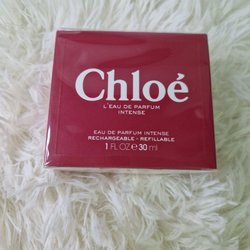 Chloé
L'EAU DE PARFUM
INTENSE
EAU DE PARFUM INTENSE
RECHARGEABLE - REFILLABLE
1 FL OZ ℮ 30 ml